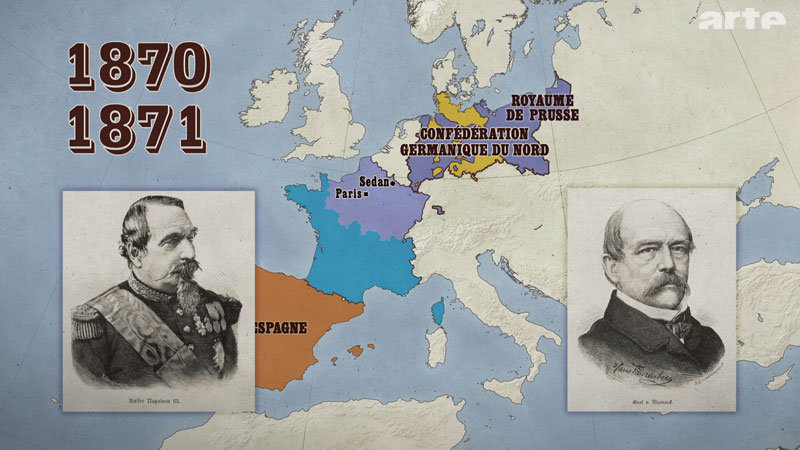 arte
1870
1871
ROYAUME
DE PRUSSE
CONFÉDÉRATION
GERMANIQUE DU NORD
Sedan
Paris
ESPAGNE
Kaiser Napoleon III.
Graf v. Bismarck.